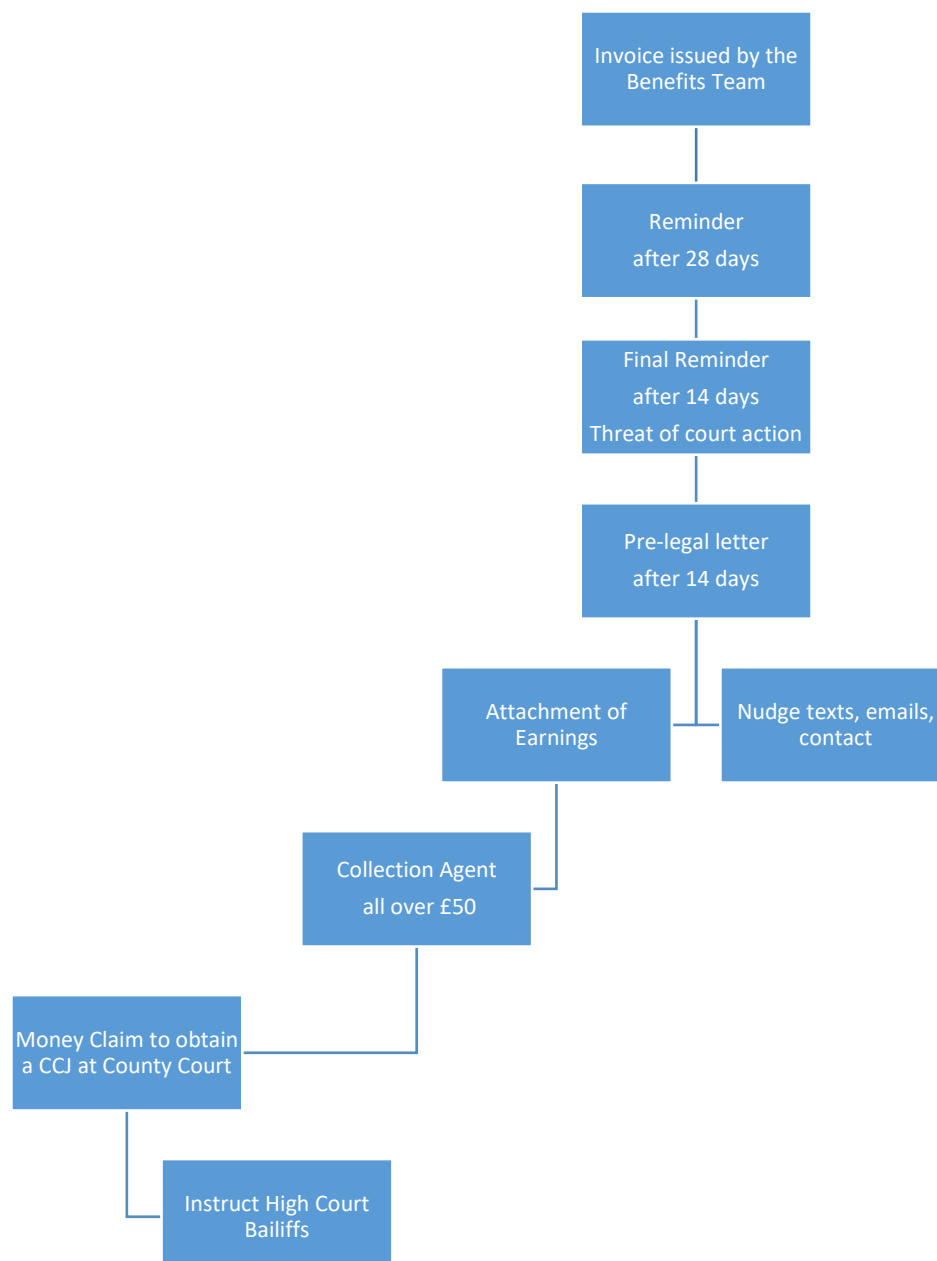 Invoice issued by the
Benefits Team
Reminder
after 28 days
Final Reminder
after 14 days
Threat of court action
Pre-legal letter
after 14 days
Attachment of
Earnings
Nudge texts, emails,
contact
Collection Agent
all over £50
Money Claim to obtain
a CCJ at County Court
Instruct High Court
Bailiffs